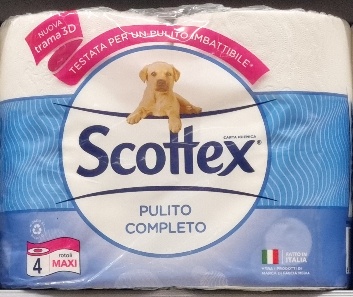 NUOVA
trama 3D
TESTATA PER UN PULITO IMBATTIBILE*
CARTA IGIENICA
Scottex®
PULITO
COMPLETO
4 rotoli
MAXI
FATTO IN
ITALIA